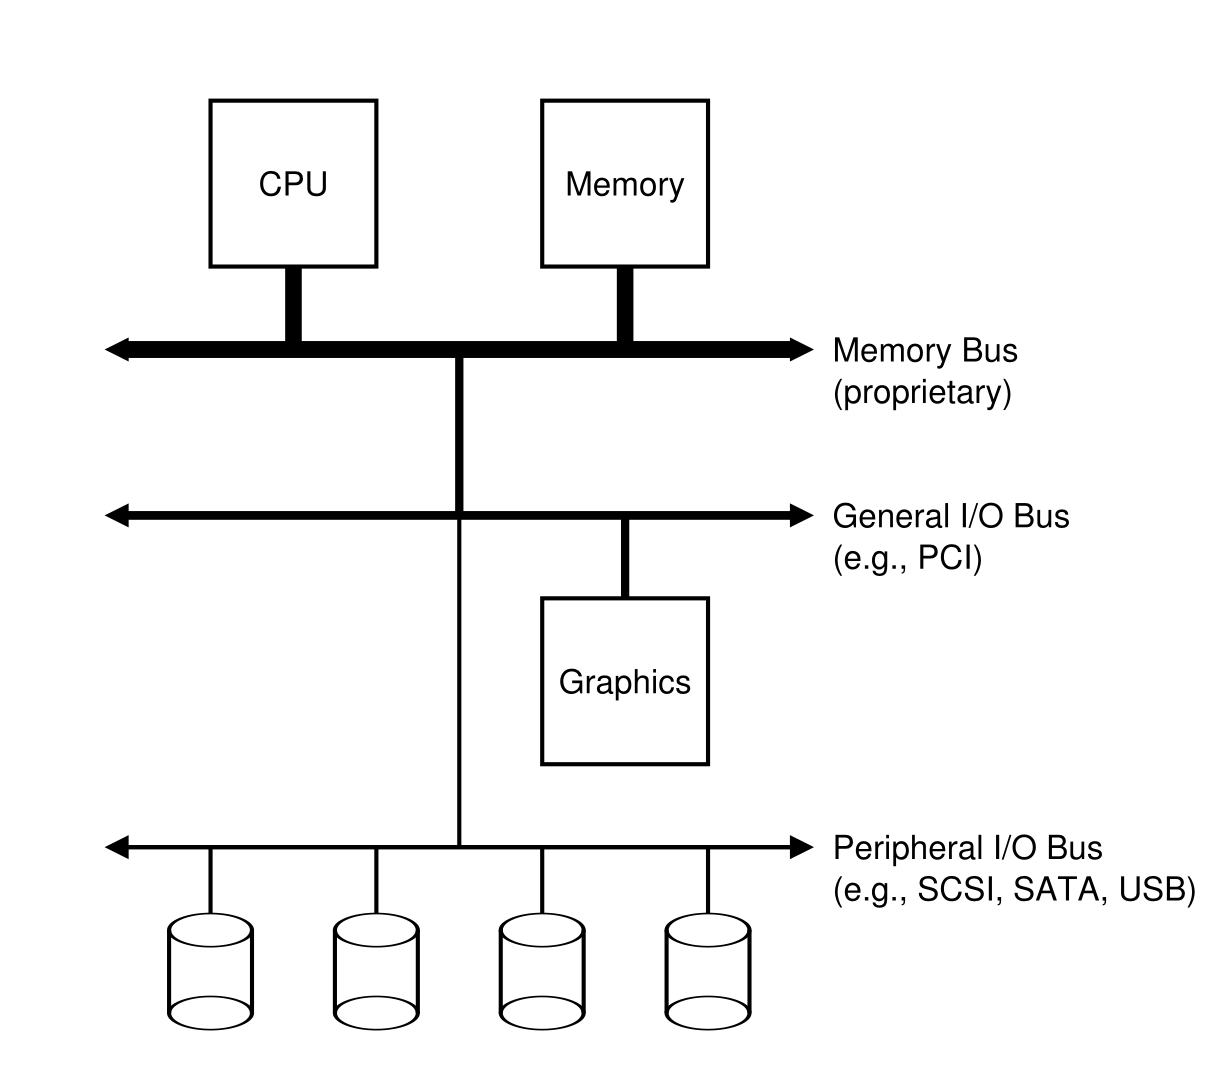 CPU
Memory
Memory Bus
(proprietary)
General I/O Bus
(e.g., PCI)
Graphics
Peripheral I/O Bus
(e.g., SCSI, SATA, USB)